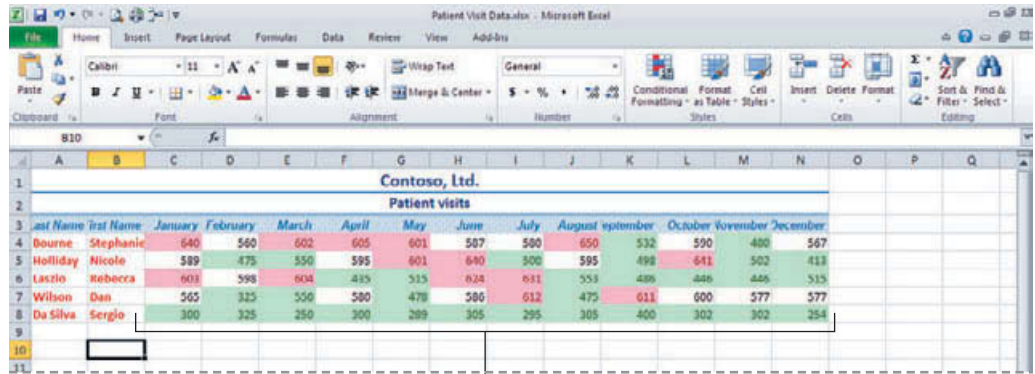 Patient Visit Data.xlsx - Microsoft Excel
File Home Insert Page Layout Formulas Data Review View Add-Ins
Paste
Calibri 11 A A
Wrap Text
General
B I U A
Merge & Center
$ % ,
Conditional Formatting
Format as Table
Cell Styles
Insert Delete Format
Σ
Sort & Filter
Find & Select
Clipboard Font Alignment Number Styles Cells Editing
B10 fx
A B C D E F G H I J K L M N O P Q
1 Contoso, Ltd.
2 Patient visits
3 ast Name irst Name January February March April May June July August eptember October Vovember December
4 Bourne Stephanie 640 560 602 605 601 587 580 650 532 590 400 567
5 Holliday Nicole 589 475 550 595 601 640 500 595 498 641 502 413
6 Laszlo Rebecca 603 598 604 435 515 624 631 553 486 446 446 515
7 Wilson Dan 565 325 550 580 478 586 612 475 611 600 577 577
8 Da Silva Sergio 300 325 250 300 289 305 295 305 400 302 302 254
9
10
11